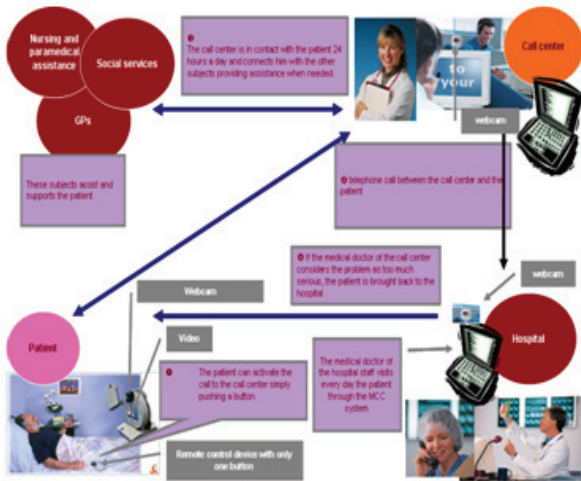 Nursing and
paramedical
assistance
Social services
GPs
The call center is in contact with the patient 24
hours a day and connects him with the other
subjects providing assistance when needed.
Call center
to
your
webcam
These subjects assist and
supports the patient
telephone call between the call center and the
patient
If the medical doctor of the call center
considers the problem as too much
serious, the patient is brought back to the
hospital
webcam
Webcam
Video
Patient
Hospital
The patient can activate the
call to the call center simply
pushing a button
The medical doctor of
the hospital staff visits
every day the patient
through the MCC
system
Remote control device with only
one button